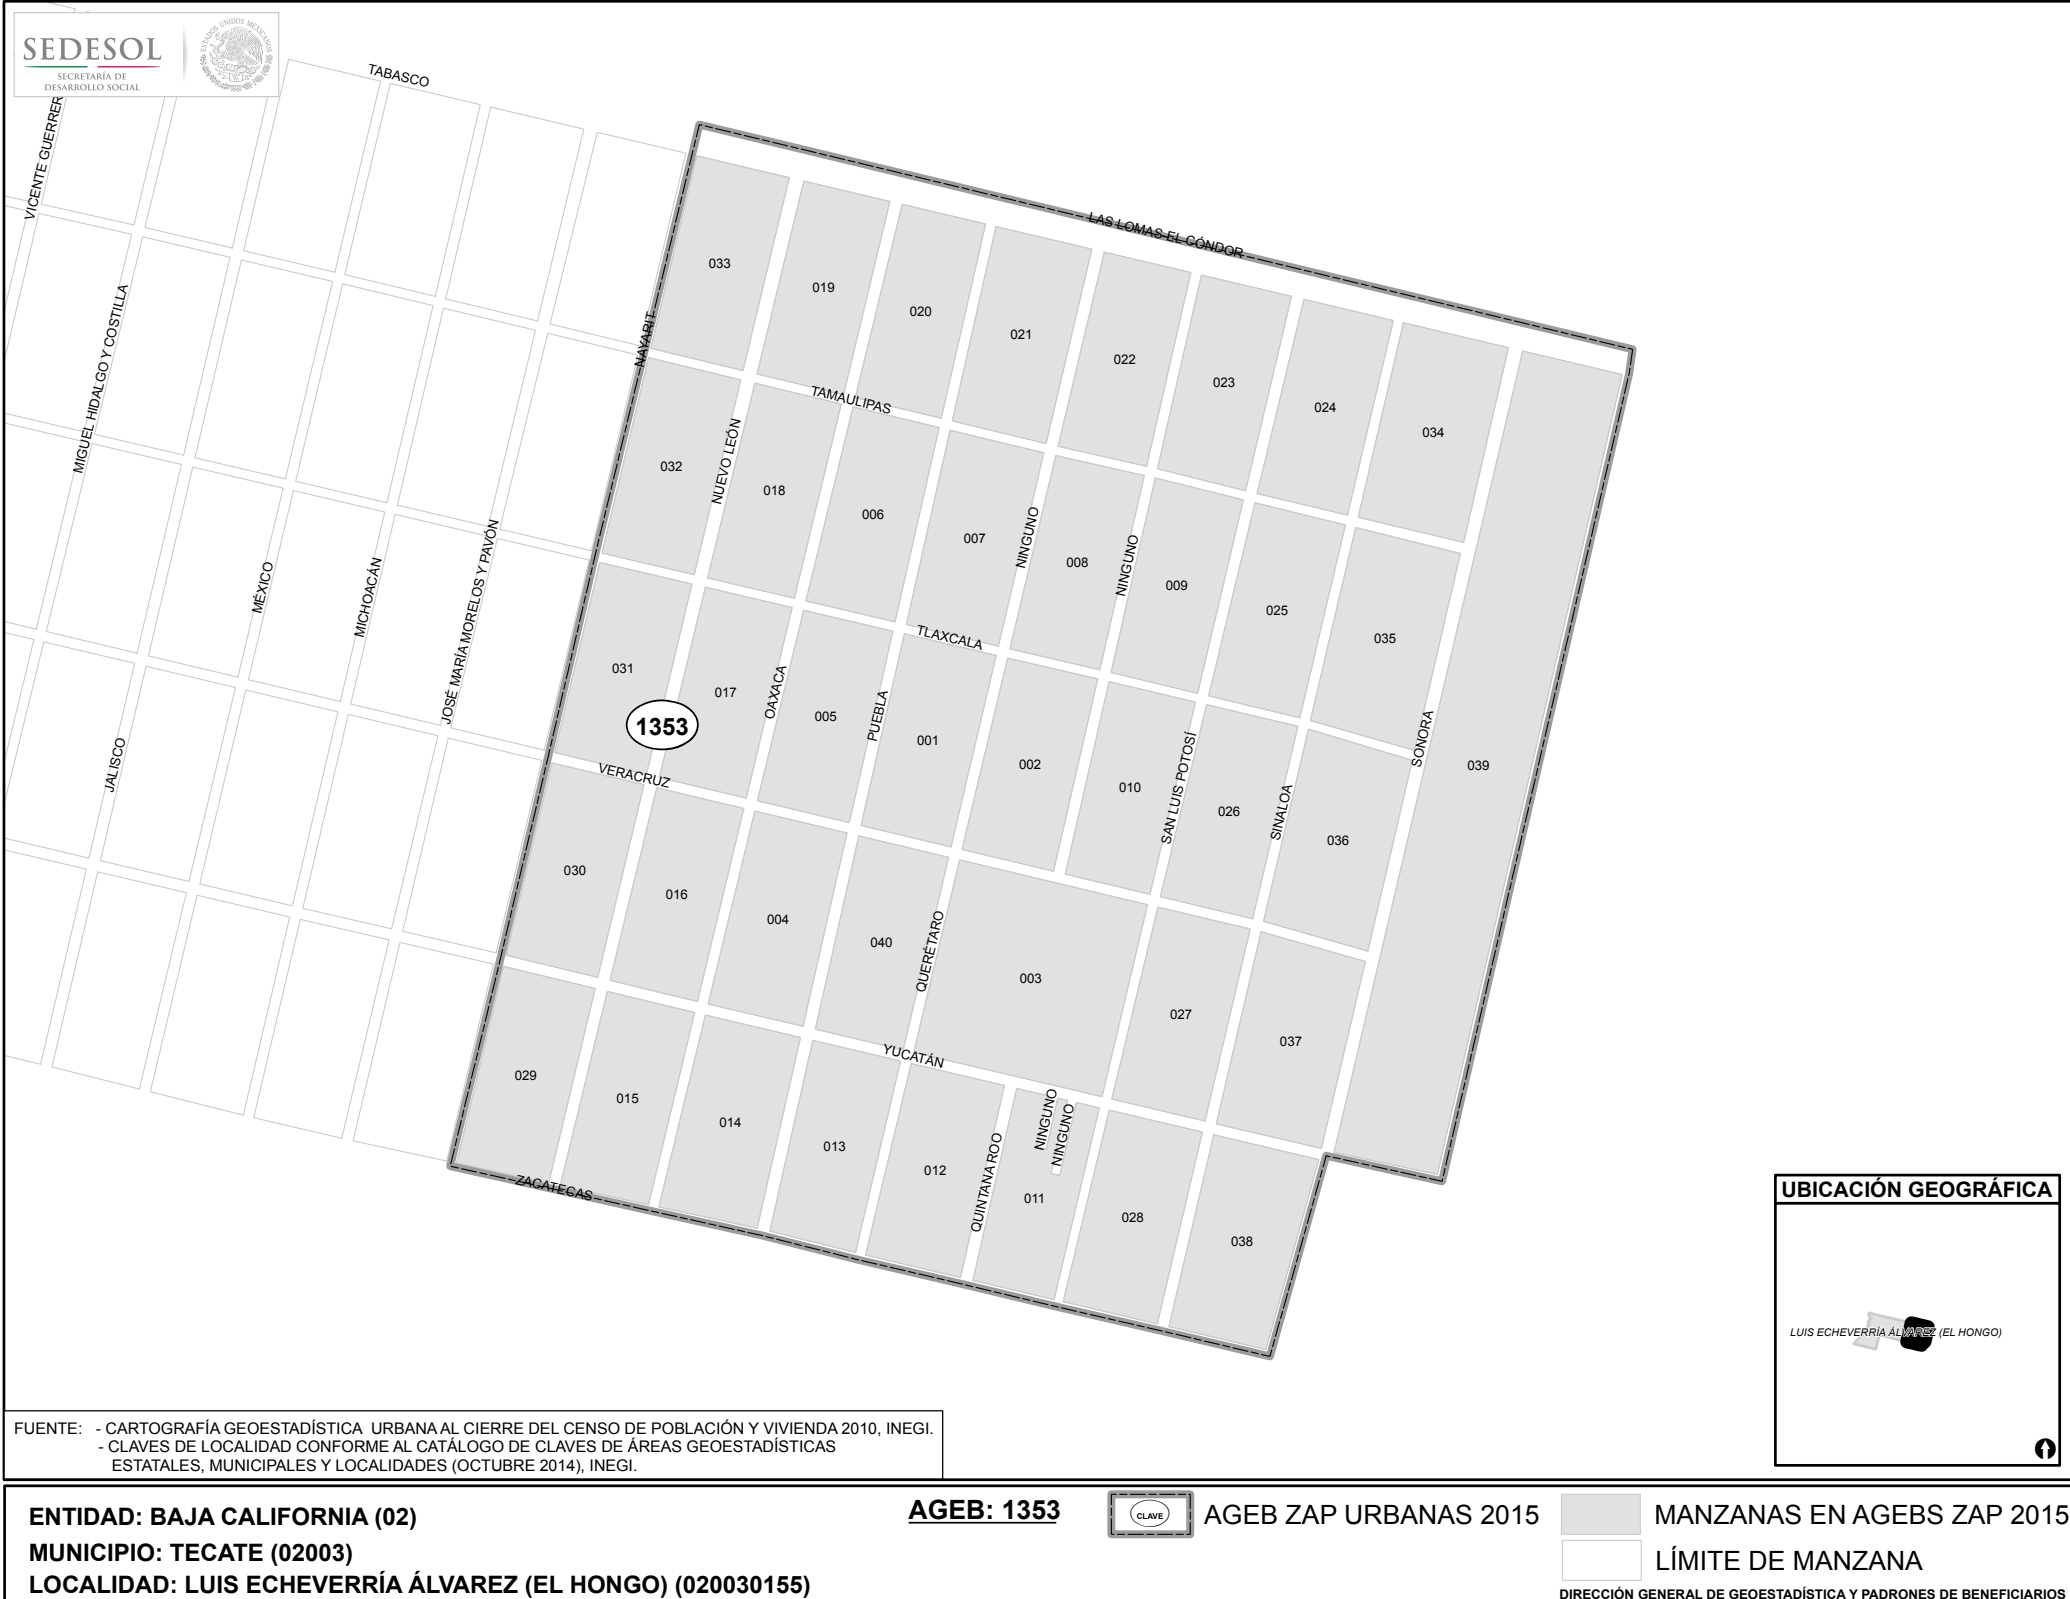 SEDESOL
SECRETARÍA DE
DESARROLLO SOCIAL
ESTADOS UNIDOS MEXICANOS
TABASCO
VICENTE GUERRER
LAS LOMAS EL CÓNDOR
033
019
020
021
022
023
024
034
NAYARIT
MIGUEL HIDALGO Y COSTILLA
TAMAULIPAS
032
NUEVO LEÓN
018
006
007
NINGUNO
008
NINGUNO
009
025
035
MÉXICO
MICHOACÁN
JOSÉ MARÍA MORELOS Y PAVÓN
TLAXCALA
031
017
OAXACA
005
PUEBLA
001
002
010
SAN LUIS POTOSÍ
026
SINALOA
036
SONORA
039
1353
JALISCO
VERACRUZ
030
016
004
040
QUERÉTARO
003
027
037
YUCATÁN
029
015
014
013
012
QUINTANA ROO
NINGUNO
NINGUNO
011
028
038
ZACATECAS
UBICACIÓN GEOGRÁFICA
LUIS ECHEVERRÍA ÁLVAREZ (EL HONGO)
FUENTE: - CARTOGRAFÍA GEOESTADÍSTICA URBANA AL CIERRE DEL CENSO DE POBLACIÓN Y VIVIENDA 2010, INEGI.
- CLAVES DE LOCALIDAD CONFORME AL CATÁLOGO DE CLAVES DE ÁREAS GEOESTADÍSTICAS
ESTATALES, MUNICIPALES Y LOCALIDADES (OCTUBRE 2014), INEGI.
ENTIDAD: BAJA CALIFORNIA (02)
MUNICIPIO: TECATE (02003)
LOCALIDAD: LUIS ECHEVERRÍA ÁLVAREZ (EL HONGO) (020030155)
AGEB: 1353
CLAVE
AGEB ZAP URBANAS 2015
MANZANAS EN AGEBS ZAP 2015
LÍMITE DE MANZANA
DIRECCIÓN GENERAL DE GEOESTADÍSTICA Y PADRONES DE BENEFICIARIOS